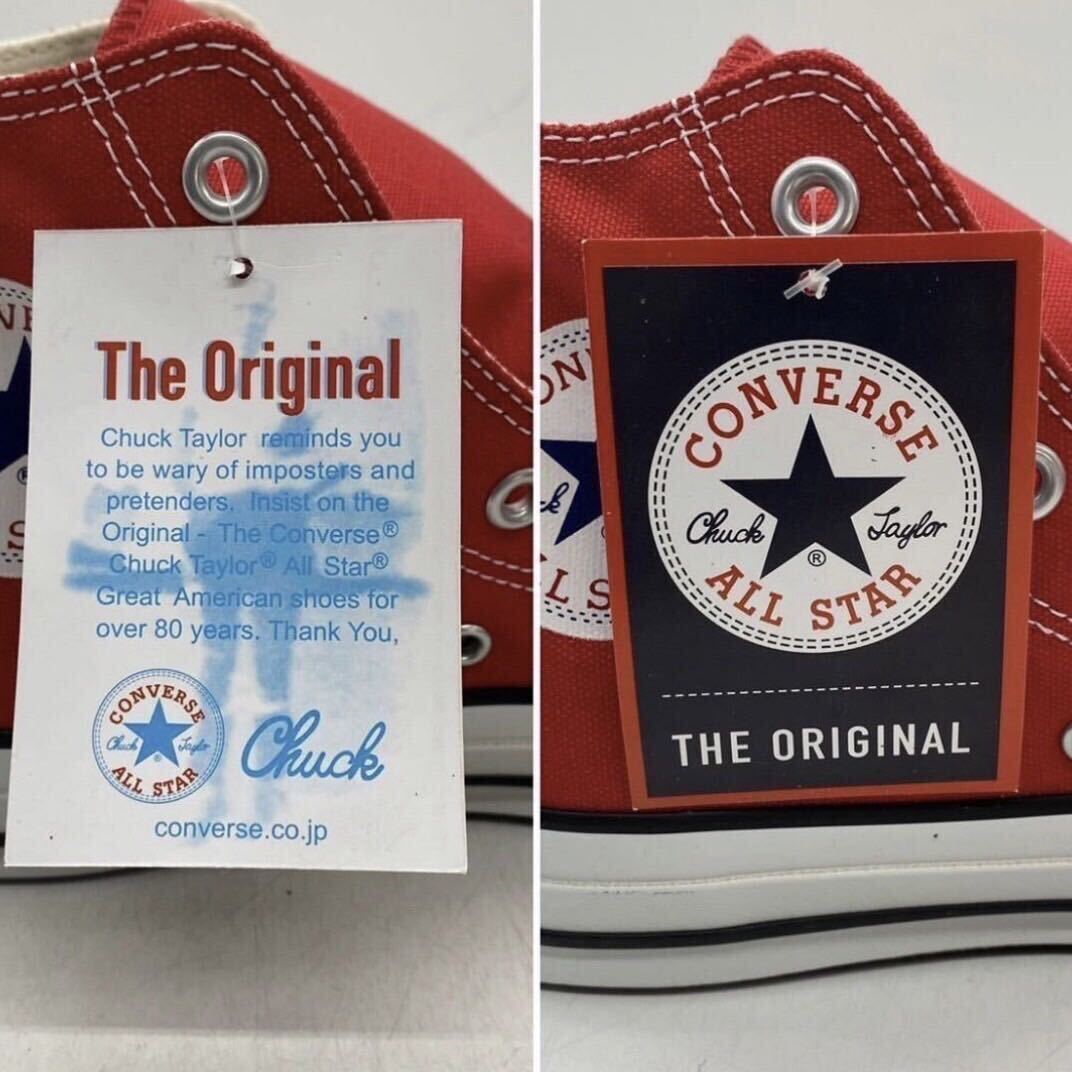 The Original
Chuck Taylor reminds you
to be wary of imposters and
pretenders. Insist on the
Original - The Converse®
Chuck Taylor® All Star®
Great American shoes for
over 80 years. Thank You,
CONVERSE
Chuck Taylor
®
ALL STAR
Chuck
converse.co.jp
CONVERSE
Chuck Taylor
®
ALL STAR
THE ORIGINAL